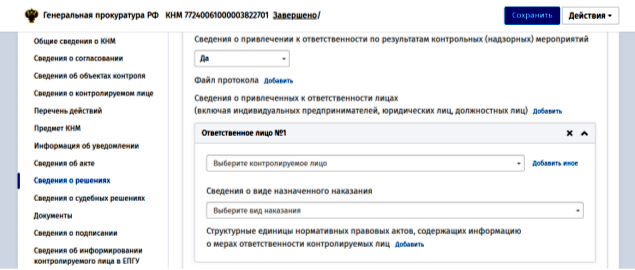 Генеральная прокуратура РФ КНМ 77240061000003822701 Завершено/
Сохранить
Действия
Общие сведения о КНМ
Сведения о согласовании
Сведения об объектах контроля
Сведения о контролируемом лице
Перечень действий
Предмет КНМ
Информация об уведомлении
Сведения об акте
Сведения о решениях
Сведения о судебных решениях
Документы
Сведения о подписании
Сведения об информировании
контролируемого лица в ЕПГУ
Сведения о привлечении к ответственности по результатам контрольных (надзорных) мероприятий
Да
Файл протокола Добавить
Сведения о привлеченных к ответственности лицах
(включая индивидуальных предпринимателей, юридических лиц, должностных лиц) Добавить
Ответственное лицо №1
Выберите контролируемое лицо
Добавить иное
Сведения о виде назначенного наказания
Выберите вид наказания
Структурные единицы нормативных правовых актов, содержащих информацию
о мерах ответственности контролируемых лиц Добавить